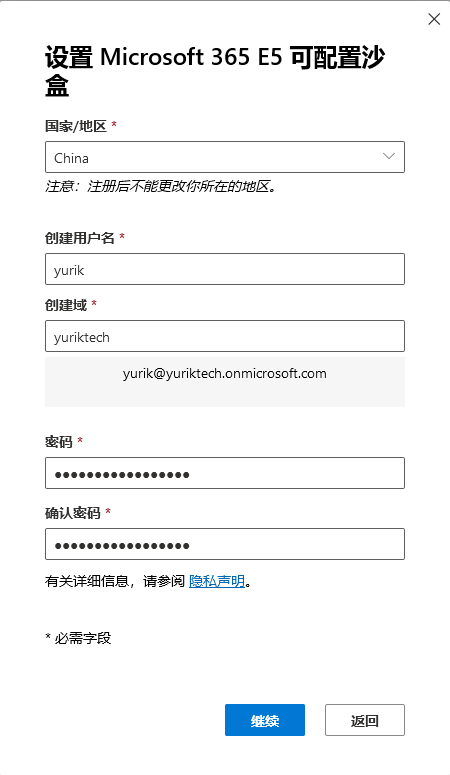 设置 Microsoft 365 E5 可配置沙
盒
国家/地区 *
China
注意：注册后不能更改你所在的地区。
创建用户名 *
yurik
创建域 *
yuriktech
yurik@yuriktech.onmicrosoft.com
密码 *
●●●●●●●●●●●●●●●●●
确认密码 *
●●●●●●●●●●●●●●●●●
有关详细信息，请参阅 隐私声明。
* 必需字段
继续
返回